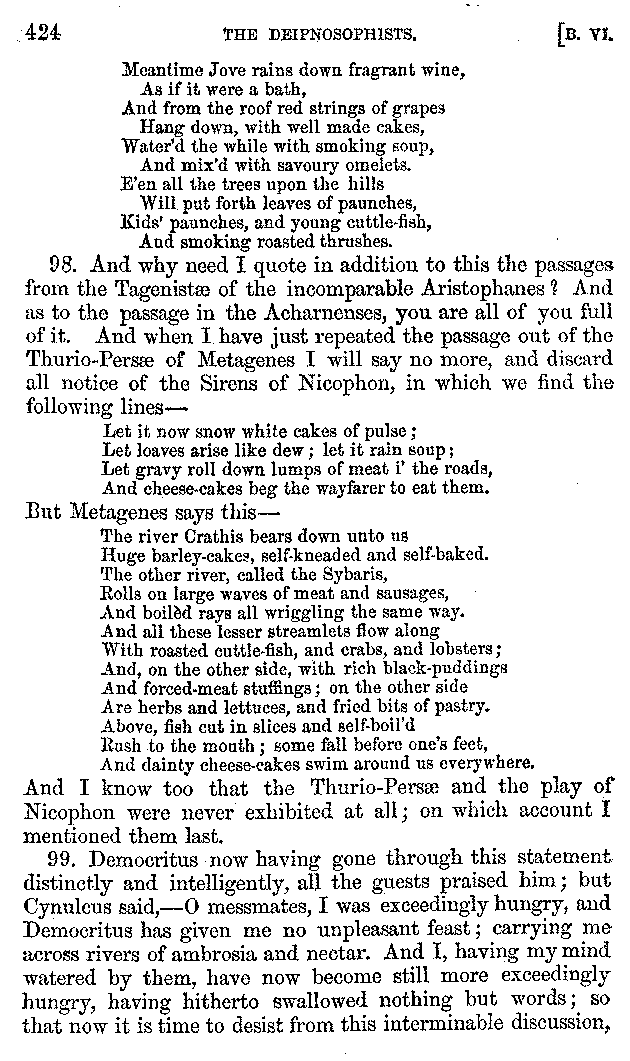 424 THE DEIPNOSOPHISTS. [B. VI.
Meantime Jove rains down fragrant wine,
As if it were a bath,
And from the roof red strings of grapes
Hang down, with well made cakes,
Water'd the while with smoking soup,
And mix'd with savoury omelets.
E'en all the trees upon the hills
Will put forth leaves of paunches,
Kids' paunches, and young cuttle-fish,
And smoking roasted thrushes.
98. And why need I quote in addition to this the passages
from the Tagenistæ of the incomparable Aristophanes? And
as to the passage in the Acharnenses, you are all of you full
of it. And when I have just repeated the passage out of the
Thurio-Persæ of Metagenes I will say no more, and discard
all notice of the Sirens of Nicophon, in which we find the
following lines—
Let it now snow white cakes of pulse;
Let loaves arise like dew; let it rain soup;
Let gravy roll down lumps of meat i' the roads,
And cheese-cakes beg the wayfarer to eat them.
But Metagenes says this—
The river Crathis bears down unto us
Huge barley-cakes, self-kneaded and self-baked.
The other river, called the Sybaris,
Rolls on large waves of meat and sausages,
And boilèd rays all wriggling the same way.
And all these lesser streamlets flow along
With roasted cuttle-fish, and crabs, and lobsters;
And, on the other side, with rich black-puddings
And forced-meat stuffings; on the other side
Are herbs and lettuces, and fried bits of pastry.
Above, fish cut in slices and self-boil'd
Rush to the mouth; some fall before one's feet,
And dainty cheese-cakes swim around us everywhere.
And I know too that the Thurio-Persæ and the play of
Nicophon were never exhibited at all; on which account I
mentioned them last.
99. Democritus now having gone through this statement
distinctly and intelligently, all the guests praised him; but
Cynulcus said,—O messmates, I was exceedingly hungry, and
Democritus has given me no unpleasant feast; carrying me
across rivers of ambrosia and nectar. And I, having my mind
watered by them, have now become still more exceedingly
hungry, having hitherto swallowed nothing but words; so
that now it is time to desist from this interminable discussion,